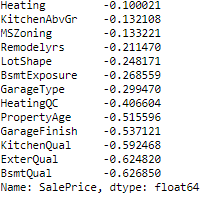 Heating -0.100021
KitchenAbvGr -0.132108
MSZoning -0.133221
Remodelyrs -0.211470
LotShape -0.248171
BsmtExposure -0.268559
GarageType -0.299470
HeatingQC -0.406604
PropertyAge -0.515596
GarageFinish -0.537121
KitchenQual -0.592468
ExterQual -0.624820
BsmtQual -0.626850
Name: SalePrice, dtype: float64